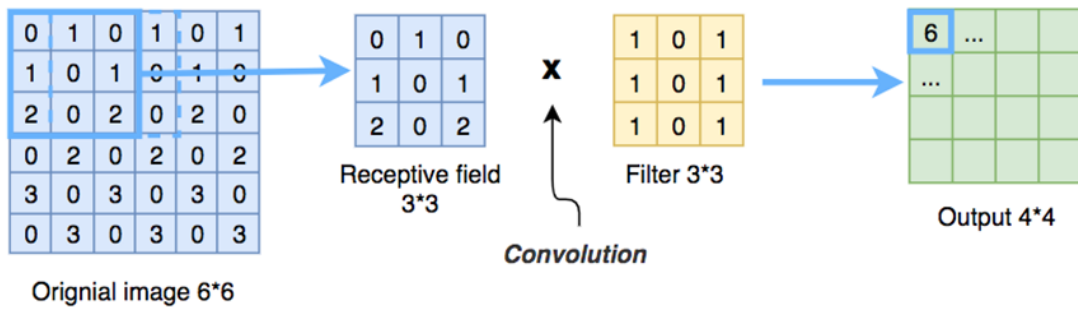 0 1 0 1 0 1
1 0 1 0 1 0
2 0 2 0 2 0
0 2 0 2 0 2
3 0 3 0 3 0
0 3 0 3 0 3
Orignial image 6*6
0 1 0
1 0 1
2 0 2
Receptive field
3*3
x
Convolution
1 0 1
1 0 1
1 0 1
Filter 3*3
6 ...
...
Output 4*4